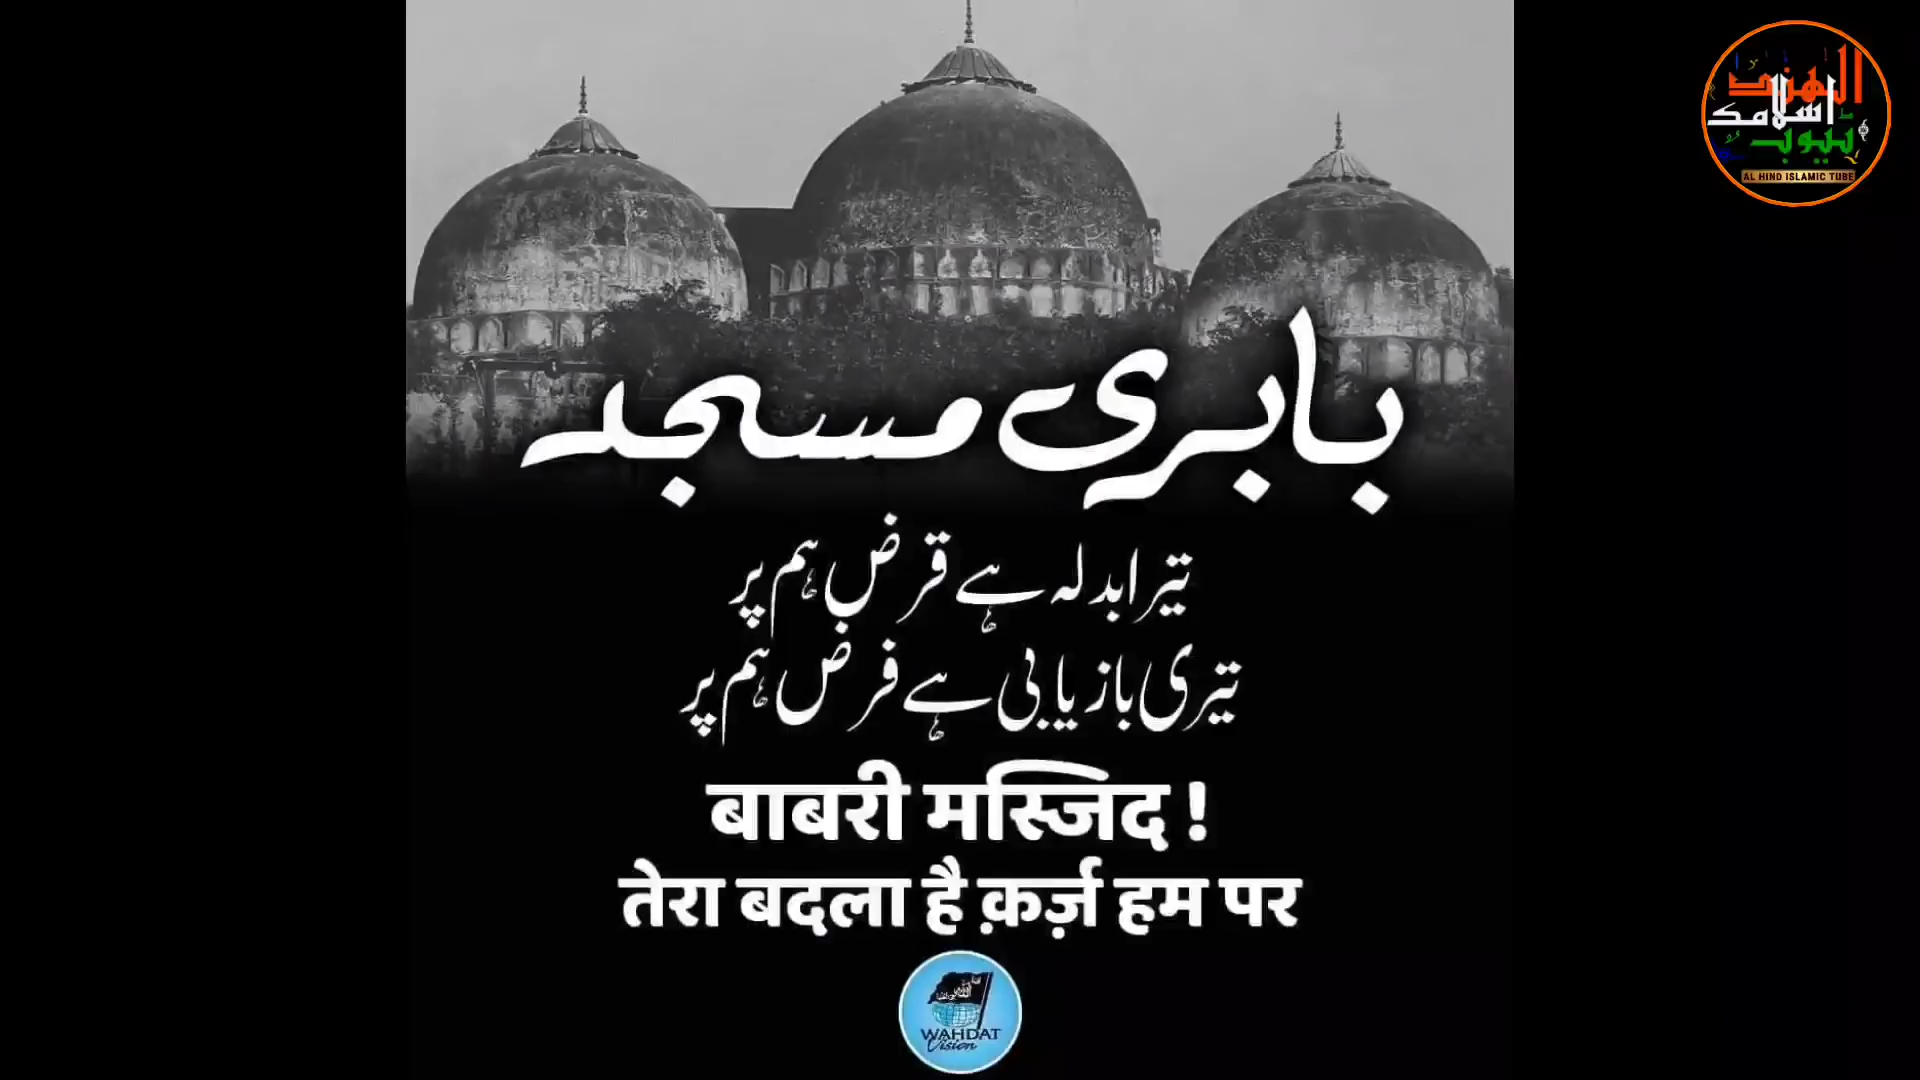 الہند
اسلامک
ٹیوب
AL HIND ISLAMIC TUBE
بابری مسجد
تیرا بدلہ ہے قرض ہم پر
تیری بازیابی ہے فرض ہم پر
बाबरी मस्जिद !
तेरा बदला है क़र्ज़ हम पर
WAHDAT
Vision